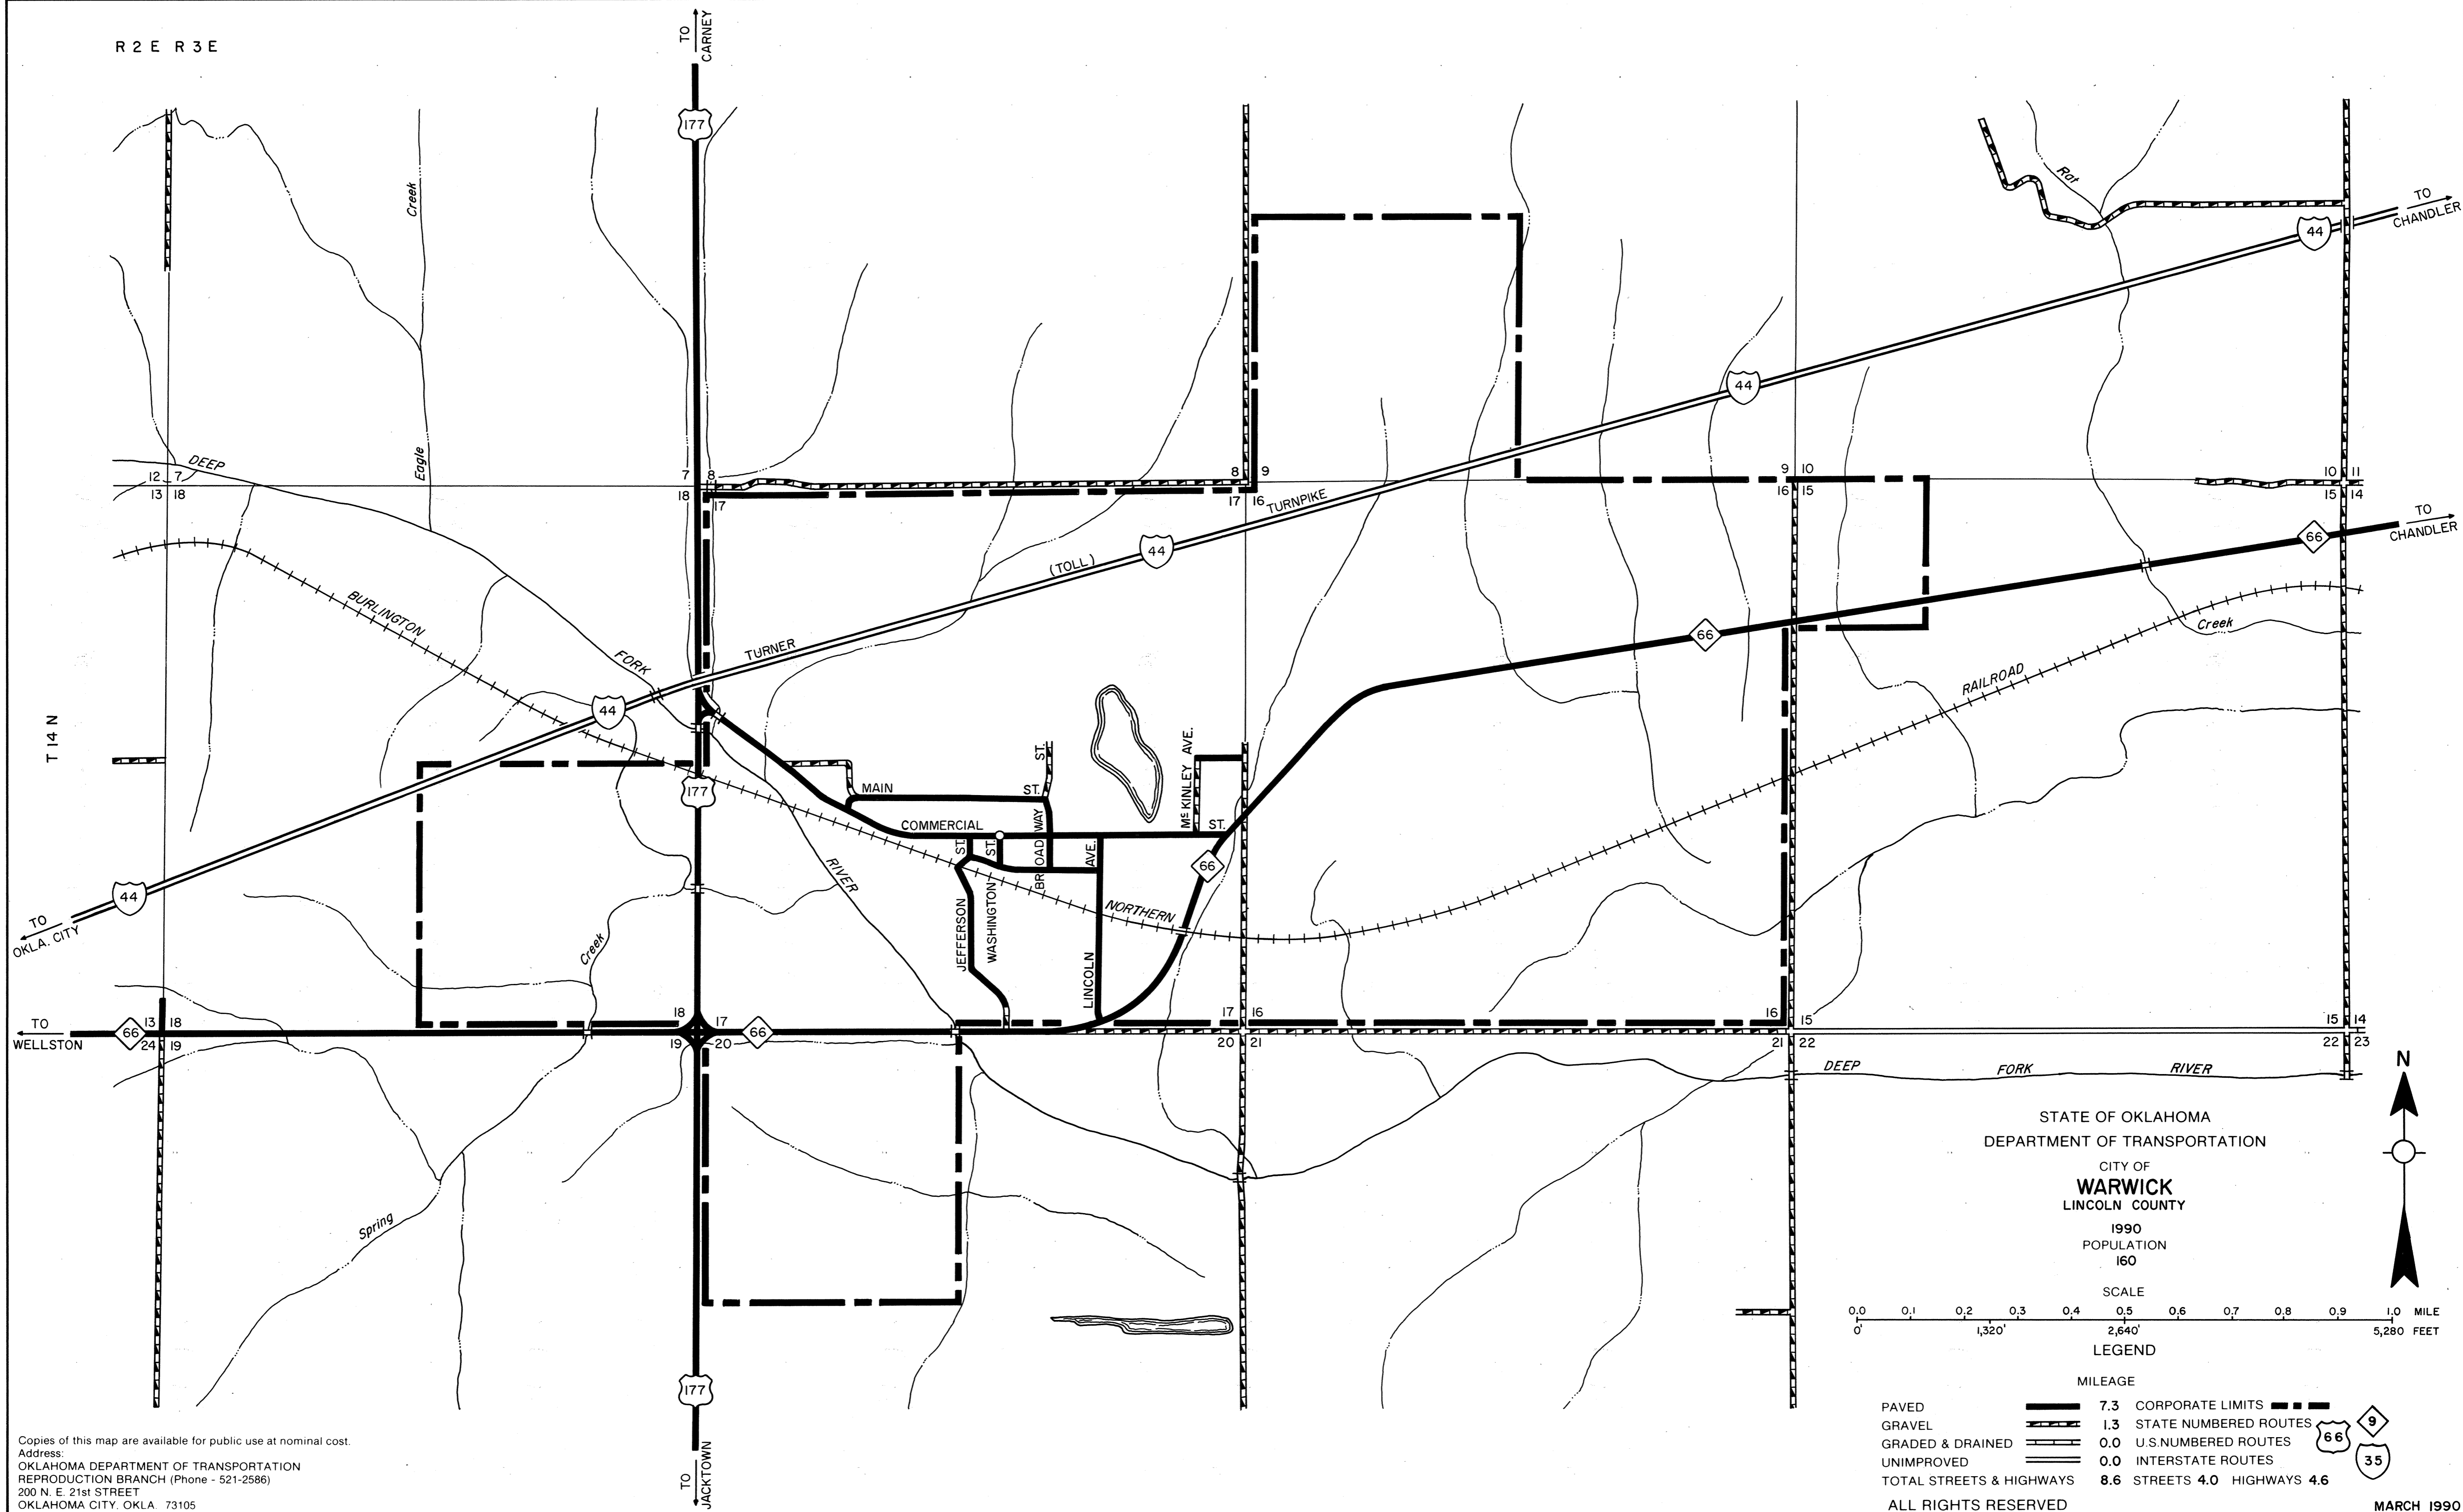 R 2 E R 3 E
TO
CARNEY
177
Creek
Rat
TO
CHANDLER
44
44
DEEP
Eagle
12 7
13 18
7 8
18 17
8 9
17 16
9 10
16 15
10 11
15 14
TURNPIKE
TO
CHANDLER
66
44
(TOLL)
BURLINGTON
TURNER
FORK
66
Creek
RAILROAD
44
T 14 N
177
MAIN
ST.
ST.
McKINLEY AVE.
COMMERCIAL
ST.
ST.
ST.
BROADWAY
AVE.
66
RIVER
44
TO
OKLA. CITY
JEFFERSON
WASHINGTON
NORTHERN
LINCOLN
Creek
TO
WELLSTON
66
13 18
24 19
18 17
19 20
66
17 16
20 21
16 15
21 22
15 14
22 23
DEEP FORK RIVER
N
Spring
STATE OF OKLAHOMA
DEPARTMENT OF TRANSPORTATION
CITY OF
WARWICK
LINCOLN COUNTY
1990
POPULATION
160
SCALE
0.0 0.1 0.2 0.3 0.4 0.5 0.6 0.7 0.8 0.9 1.0 MILE
0' 1,320' 2,640' 5,280 FEET
LEGEND
MILEAGE
PAVED 7.3 CORPORATE LIMITS
GRAVEL 1.3 STATE NUMBERED ROUTES 9
GRADED & DRAINED 0.0 U.S.NUMBERED ROUTES 66
UNIMPROVED 0.0 INTERSTATE ROUTES 35
TOTAL STREETS & HIGHWAYS 8.6 STREETS 4.0 HIGHWAYS 4.6
ALL RIGHTS RESERVED
MARCH 1990
177
TO
JACKTOWN
Copies of this map are available for public use at nominal cost.
Address:
OKLAHOMA DEPARTMENT OF TRANSPORTATION
REPRODUCTION BRANCH (Phone - 521-2586)
200 N. E. 21st STREET
OKLAHOMA CITY, OKLA. 73105